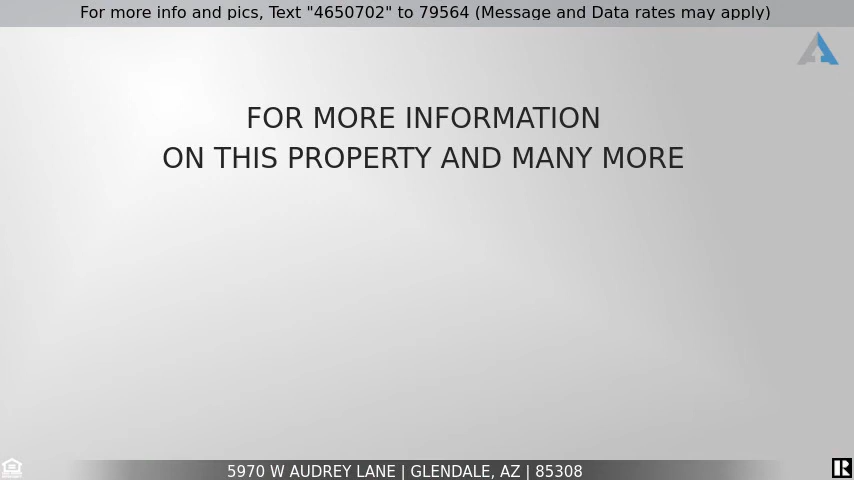 For more info and pics, Text "4650702" to 79564 (Message and Data rates may apply)
FOR MORE INFORMATION
ON THIS PROPERTY AND MANY MORE
5970 W AUDREY LANE | GLENDALE, AZ | 85308